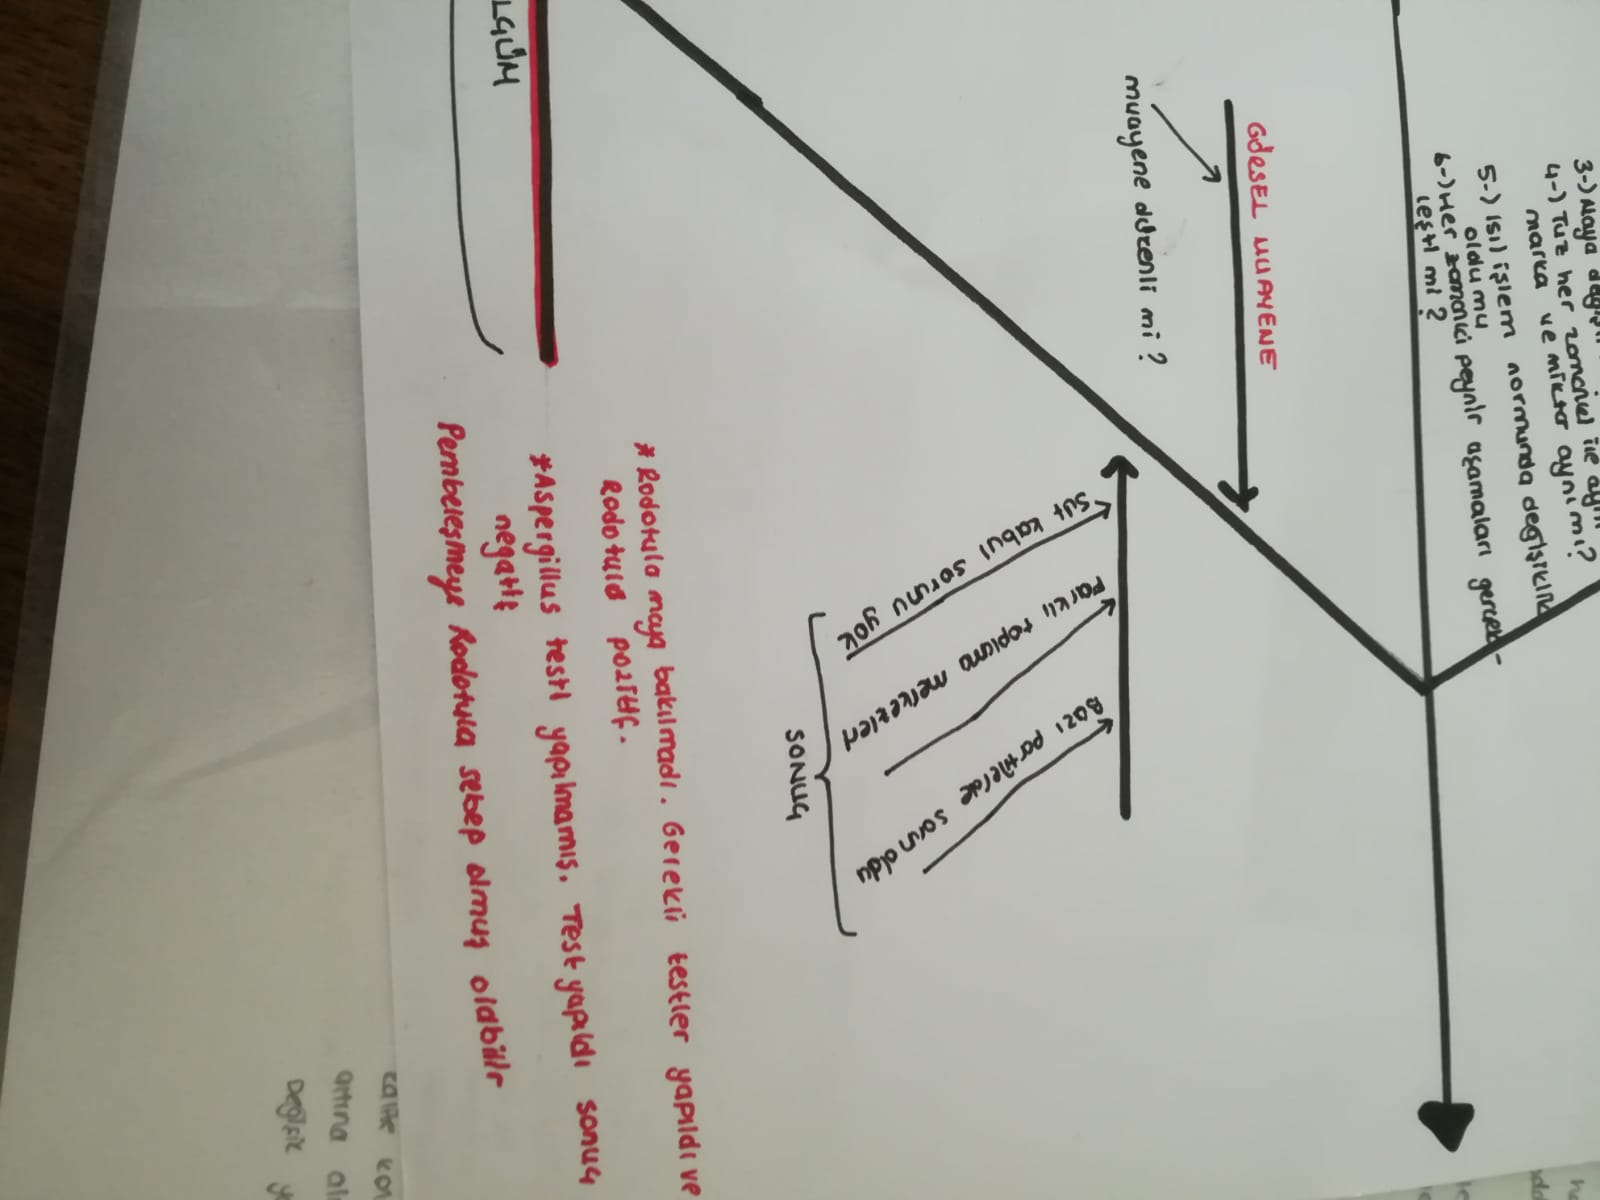 3-) Maya
4-) Tuz her zamanki ile aynı
marka ve miktar aynı mı?
5-) Isıl işlem normunda değişiklik
oldu mu
6-) Her zamanki peynir aşamaları gerçek-
leşti mi?
GÖRSEL MUAYENE
muayene düzenli mi?
Süt kabul sorunu yok
Farklı toplama merkezleri
Bazı partilerde sorun oldu
SONUÇ
* Rodotula maya bakılmadı. Gerekli testler yapıldı ve
Rodotula pozitif.
*Aspergillus testi yapılmamış. Test yapıldı sonuç
negatif
Pembeleşmeye Rodotula sebep olmuş olabilir